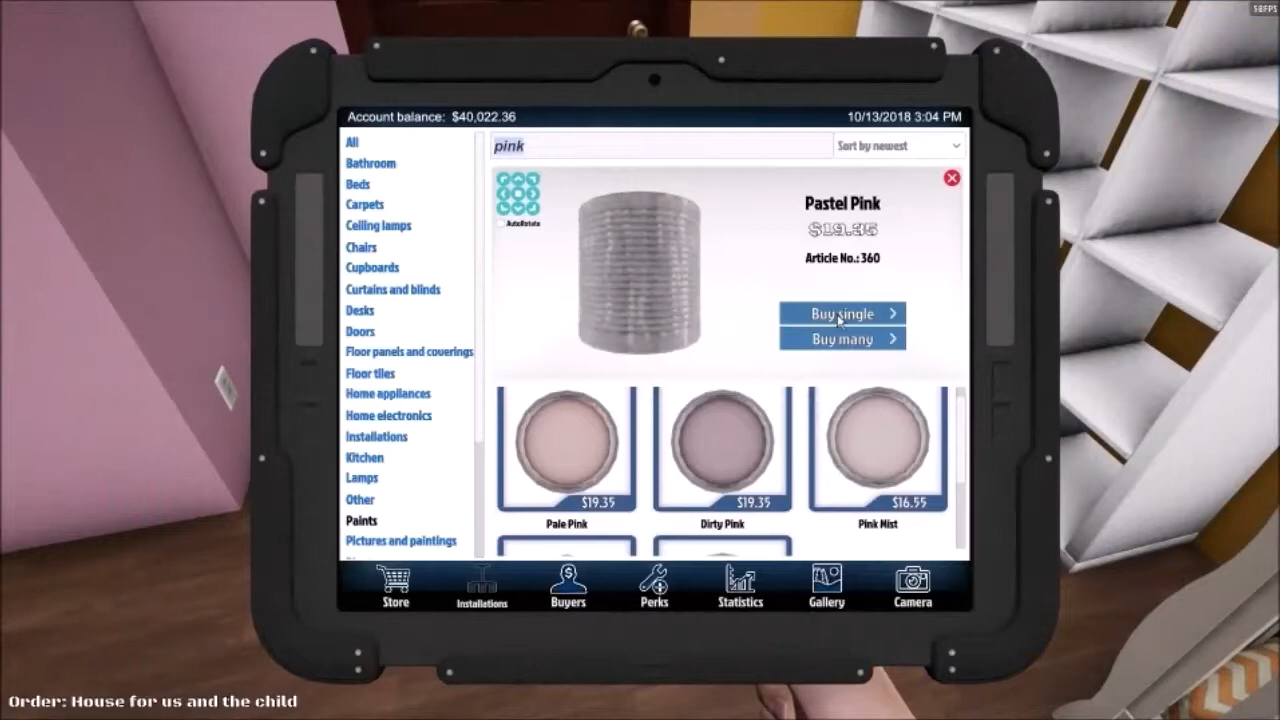 58FPS
Account balance: $40,022.36
10/13/2018 3:04 PM
pink
Sort by newest
All
Bathroom
Beds
Carpets
Ceiling lamps
Chairs
Cupboards
Curtains and blinds
Desks
Doors
Floor panels and coverings
Floor tiles
Home appliances
Home electronics
Installations
Kitchen
Lamps
Other
Paints
Pictures and paintings
AutoRotate
Pastel Pink
$19.35
Article No.: 360
Buy single
Buy many
$19.35
$19.35
$16.55
Pale Pink
Dirty Pink
Pink Mist
Store
Installations
Buyers
Perks
Statistics
Gallery
Camera
Order: House for us and the child